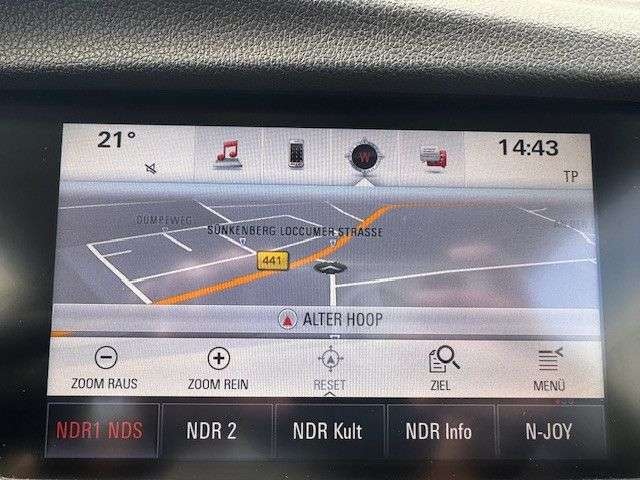 21° W 14:43
TP
DÜMPEWEG
SÜNKENBERG LOCCUMER STRASSE
441
ALTER HOOP
ZOOM RAUS ZOOM REIN RESET ZIEL MENÜ
NDR1 NDS NDR 2 NDR Kult NDR Info N-JOY